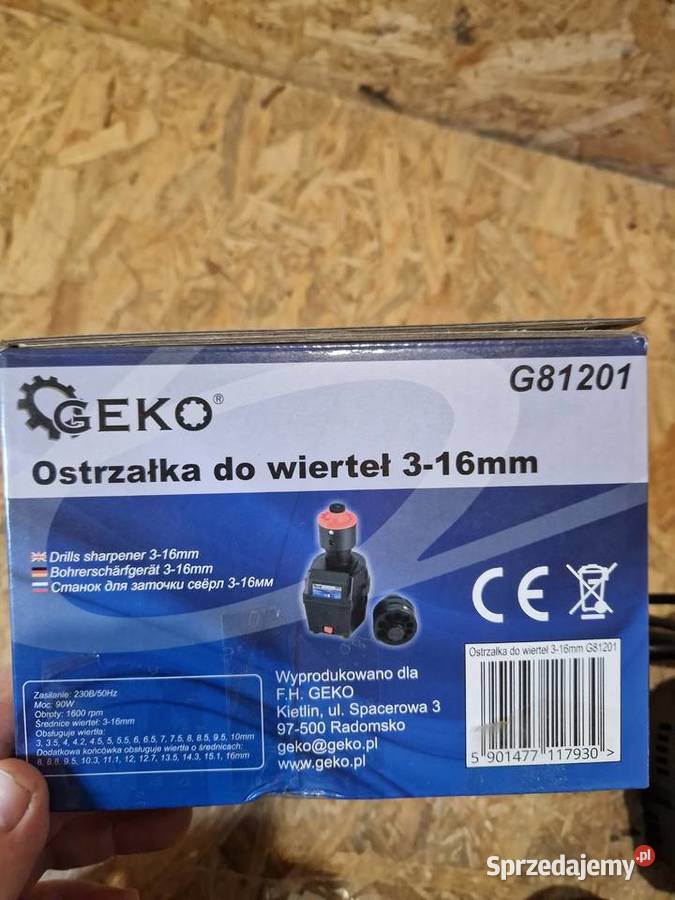 G81201
GEKO®
Ostrzałka do wierteł 3-16mm
Drills sharpener 3-16mm
Bohrerschärfgerät 3-16mm
Станок для заточки свёрл 3-16мм
Zasilanie: 230B/50Hz
Moc: 90W
Obroty: 1600 rpm
Średnice wierteł: 3-16mm
Obsługuje wiertła:
3, 3.5, 4, 4.2, 4.5, 5, 5.5, 6, 6.5, 7, 7.5, 8, 8.5, 9.5, 10mm
Dodatkowa końcówka obsługuje wiertła o średnicach:
8, 8.8, 9.5, 10.3, 11.1, 12, 12.7, 13.5, 14.3, 15.1, 16mm
Wyprodukowano dla
F.H. GEKO
Kietlin, ul. Spacerowa 3
97-500 Radomsko
geko@geko.pl
www.geko.pl
CE
Ostrzałka do wierteł 3-16mm G81201
5 901477 117930 >
Sprzedajemy.pl